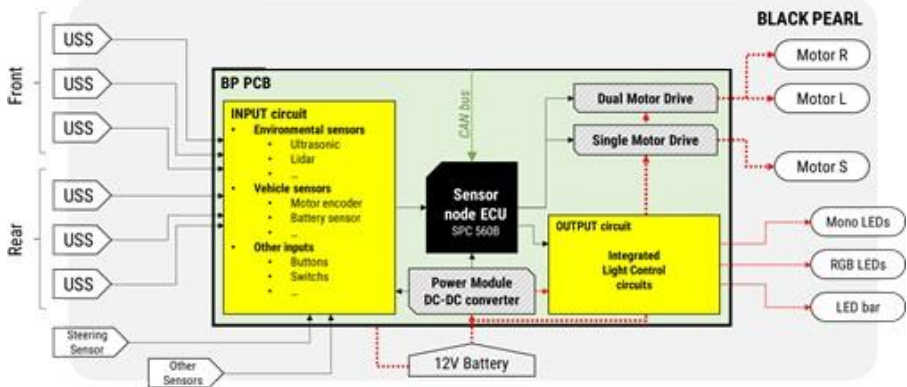 BLACK PEARL
Front
USS
USS
USS
Rear
USS
USS
USS
Steering
Sensor
Other
Sensors
BP PCB
INPUT circuit
• Environmental sensors
• Ultrasonic
• Lidar
• ...
• Vehicle sensors
• Motor encoder
• Battery sensor
• ...
• Other inputs
• Buttons
• Switchs
• ...
CAN bus
Sensor
node ECU
SPC 560B
Power Module
DC-DC converter
12V Battery
Dual Motor Drive
Single Motor Drive
OUTPUT circuit
Integrated
Light Control
circuits
Motor R
Motor L
Motor S
Mono LEDs
RGB LEDs
LED bar